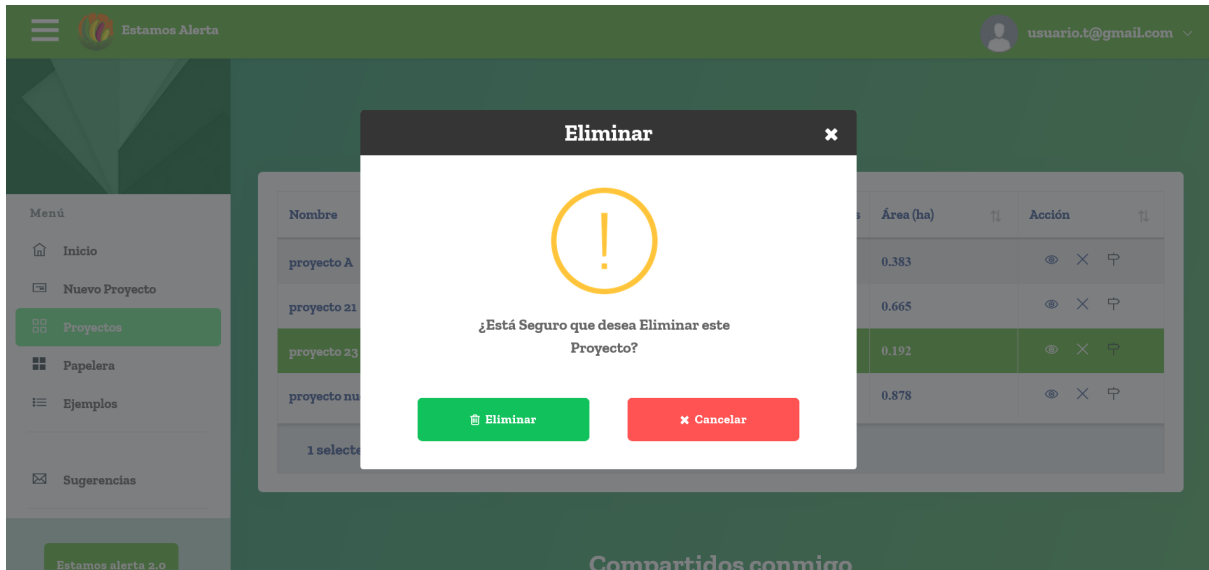 Estamos Alerta
usuario.t@gmail.com
Eliminar
Menú
Inicio
Nuevo Proyecto
Proyectos
Papelera
Ejemplos
Sugerencias
Estamos alerta 2.0
Nombre Área (ha) Acción
proyecto A 0.383
proyecto 21 0.665
proyecto 23 0.192
proyecto 0.878
1
!
¿Está Seguro que desea Eliminar este
Proyecto?
Eliminar Cancelar
Compartidos conmigo